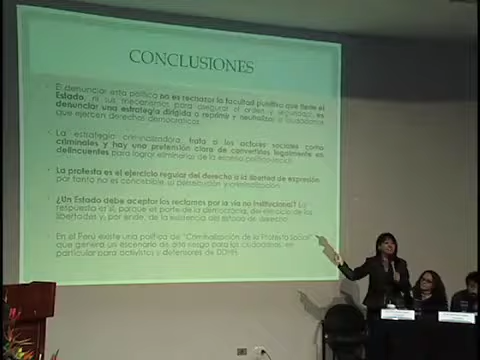 CONCLUSIONES
El denunciar esta política no es rechazar la facultad punitiva que tiene el
Estado, ni sus mecanismos para asegurar el orden y seguridad, es
denunciar una estrategia dirigida a reprimir y neutralizar a ciudadanos
que ejercen derechos democráticos
La estrategia criminalizadora, trata a los actores sociales como
criminales y hay una pretensión clara de convertirlos legalmente en
delincuentes para lograr eliminarlos de la escena político-social
La protesta es el ejercicio regular del derecho a la libertad de expresión
por tanto no es concebible, su persecución y criminalización
¿Un Estado debe aceptar los reclamos por la vía no institucional? La
respuesta es sí, porque es parte de la democracia, del ejercicio de las
libertades y, por ende, de la existencia del estado de derecho
En el Perú existe una política de "Criminalización de la Protesta Social"
que genera un escenario de alto riesgo para los ciudadanos, en
particular para activistas y defensores de DDHH